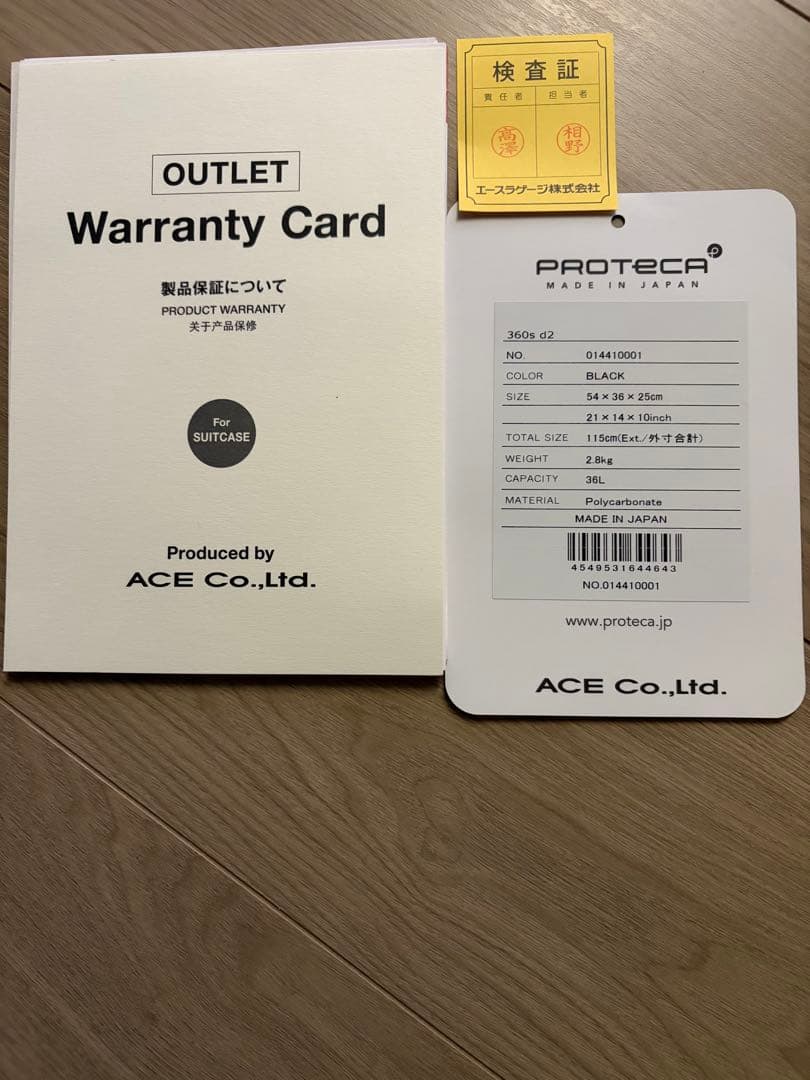 OUTLET
Warranty Card
製品保証について
PRODUCT WARRANTY
关于产品保修
For
SUITCASE
Produced by
ACE Co.,Ltd.
検査証
責任者 担当者
高澤 相野
エースラゲージ株式会社
PROTeCA
MADE IN JAPAN
360s d2
NO. 014410001
COLOR BLACK
SIZE 54×36×25cm
21×14×10inch
TOTAL SIZE 115cm(Ext./外寸合計)
WEIGHT 2.8kg
CAPACITY 36L
MATERIAL Polycarbonate
MADE IN JAPAN
4549531644643
NO.014410001
www.proteca.jp
ACE Co.,Ltd.